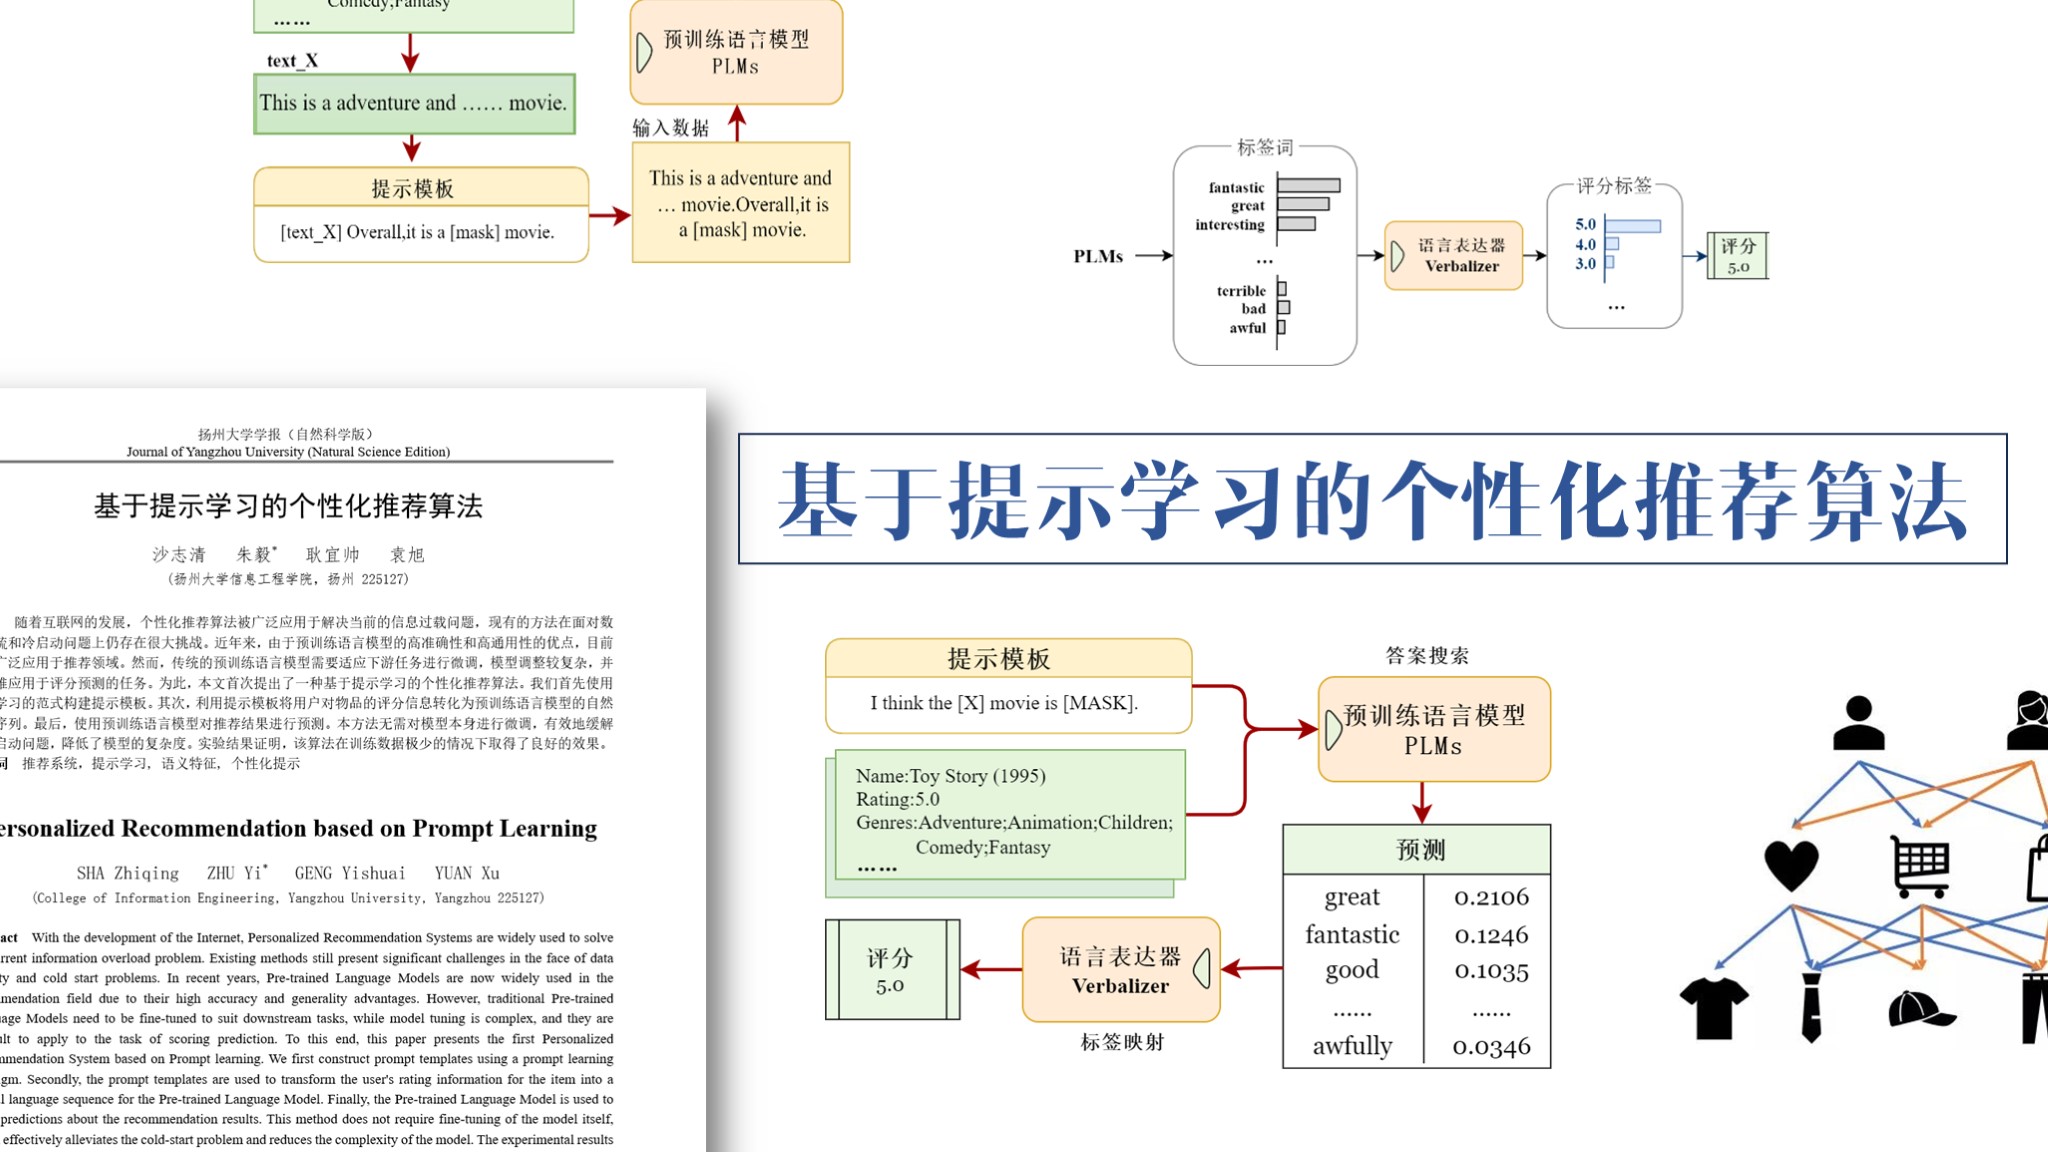 Comedy;Fantasy
……
text_X
This is a adventure and …… movie.
提示模板
[text_X] Overall,it is a [mask] movie.
预训练语言模型
PLMs
输入数据
This is a adventure and
… movie.Overall,it is
a [mask] movie.
PLMs
标签词
fantastic
great
interesting
...
terrible
bad
awful
语言表达器
Verbalizer
评分标签
5.0
4.0
3.0
...
评分
5.0
扬州大学学报（自然科学版）
Journal of Yangzhou University (Natural Science Edition)
基于提示学习的个性化推荐算法
沙志清 朱毅* 耿宜帅 袁旭
(扬州大学信息工程学院，扬州 225127)
随着互联网的发展，个性化推荐算法被广泛应用于解决当前的信息过载问题，现有的方法在面对数
和冷启动问题上仍存在很大挑战。近年来，由于预训练语言模型的高准确性和高通用性的优点，目前
广泛应用于推荐领域。然而，传统的预训练语言模型需要适应下游任务进行微调，模型调整较复杂，并
应用于评分预测的任务。为此，本文首次提出了一种基于提示学习的个性化推荐算法。我们首先使用
学习的范式构建提示模板。其次，利用提示模板将用户对物品的评分信息转化为预训练语言模型的自然
序列。最后，使用预训练语言模型对推荐结果进行预测。本方法无需对模型本身进行微调，有效地缓解
启动问题，降低了模型的复杂度。实验结果证明，该算法在训练数据极少的情况下取得了良好的效果。
词 推荐系统，提示学习，语义特征，个性化提示
ersonalized Recommendation based on Prompt Learning
SHA Zhiqing ZHU Yi* GENG Yishuai YUAN Xu
(College of Information Engineering, Yangzhou University, Yangzhou 225127)
act With the development of the Internet, Personalized Recommendation Systems are widely used to solve
rrent information overload problem. Existing methods still present significant challenges in the face of data
ty and cold start problems. In recent years, Pre-trained Language Models are now widely used in the
mendation field due to their high accuracy and generality advantages. However, traditional Pre-trained
age Models need to be fine-tuned to suit downstream tasks, while model tuning is complex, and they are
ult to apply to the task of scoring prediction. To this end, this paper presents the first Personalized
mmendation System based on Prompt learning. We first construct prompt templates using a prompt learning
gm. Secondly, the prompt templates are used to transform the user's rating information for the item into a
l language sequence for the Pre-trained Language Model. Finally, the Pre-trained Language Model is used to
predictions about the recommendation results. This method does not require fine-tuning of the model itself,
effectively alleviates the cold-start problem and reduces the complexity of the model. The experimental results
基于提示学习的个性化推荐算法
提示模板
I think the [X] movie is [MASK].
Name:Toy Story (1995)
Rating:5.0
Genres:Adventure;Animation;Children;
Comedy;Fantasy
……
答案搜索
预训练语言模型
PLMs
预测
great 0.2106
fantastic 0.1246
good 0.1035
...... ......
awfully 0.0346
语言表达器
Verbalizer
标签映射
评分
5.0